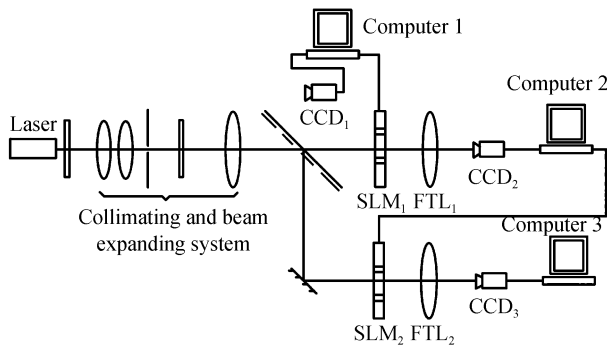 Computer 1
Computer 2
CCD₁
Laser
SLM₁ FTL₁
CCD₂
Collimating and beam
expanding system
Computer 3
CCD₃
SLM₂ FTL₂